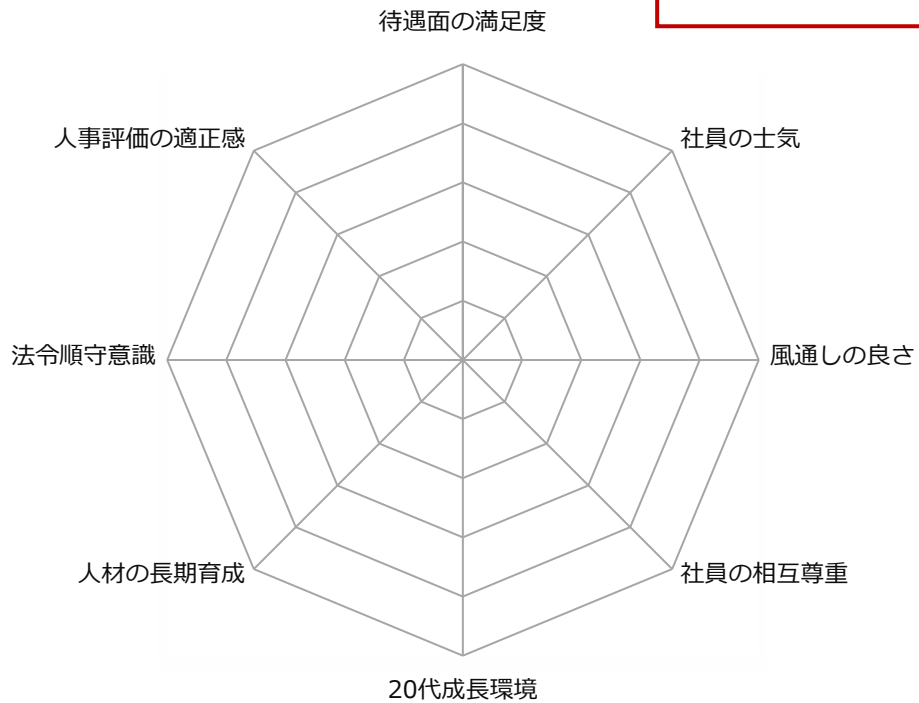 待遇面の満足度
人事評価の適正感
社員の士気
法令順守意識
風通しの良さ
人材の長期育成
社員の相互尊重
20代成長環境